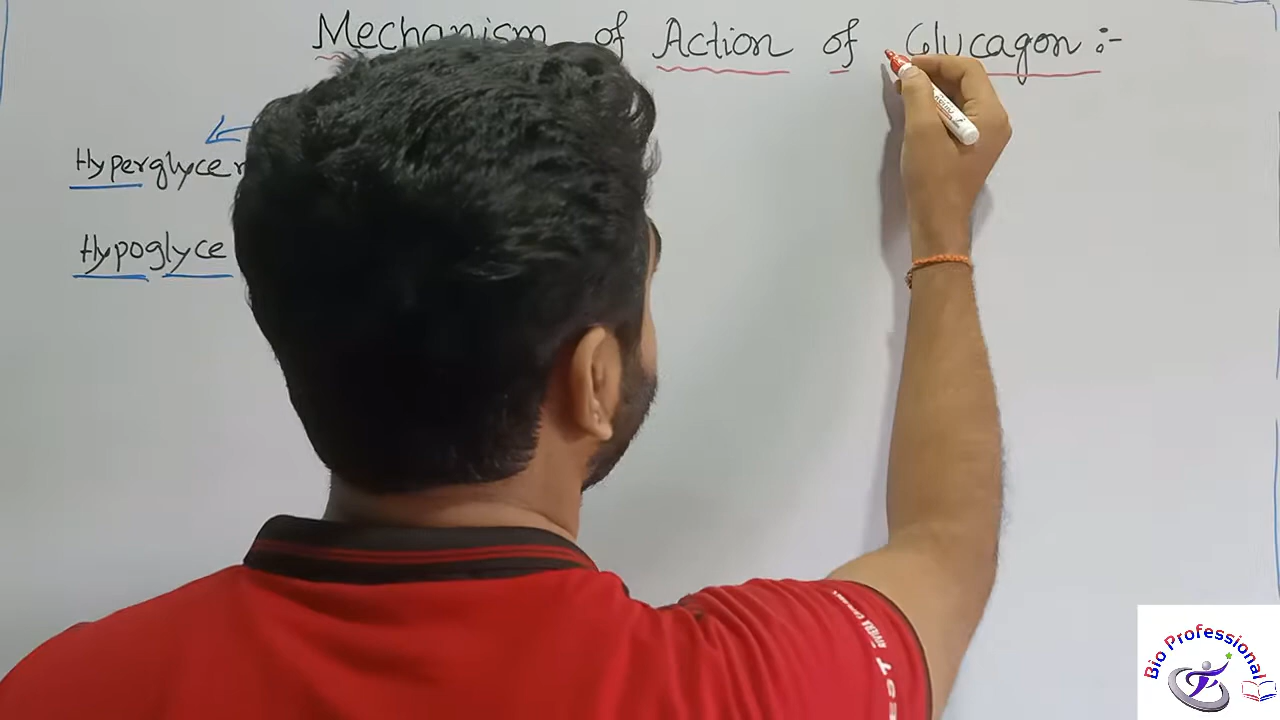 Mechanism of Action of Glucagon :-
Hyperglyce
Hypoglyce
Bio Professional